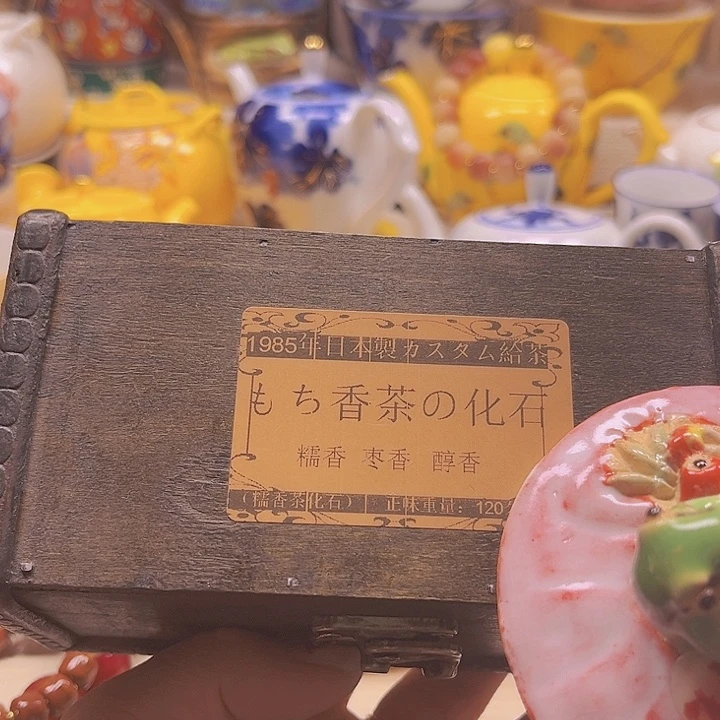 1985年日本製カスタム給茶
もち香茶の化石
糯香 枣香 醇香
（糯香茶化石） 正味重量：120